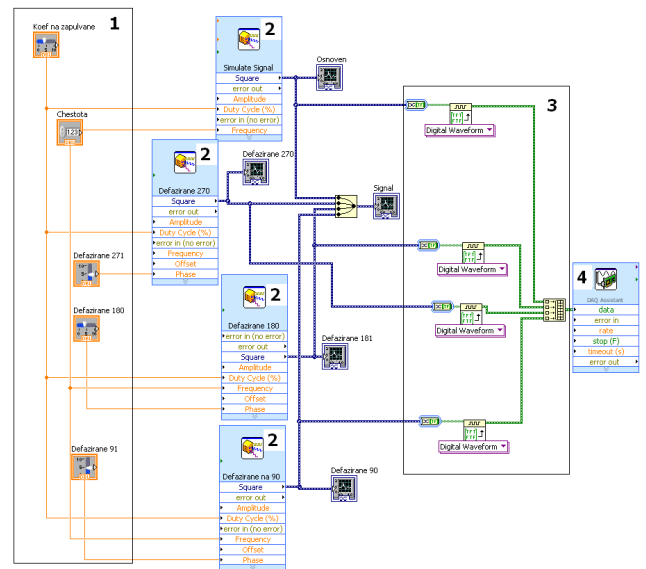 Koef na zapulvane
1
Chestota
123
Defazirane 271
Defazirane 180
Defazirane 91
2
Simulate Signal
Square
error out
Amplitude
Duty Cycle (%)
error in (no error)
Frequency
2
Defazirane 270
Square
error out
Amplitude
Duty Cycle (%)
error in (no error)
Frequency
Offset
Phase
2
Defazirane 180
error in (no error)
error out
Square
Amplitude
Duty Cycle (%)
Frequency
Offset
Phase
2
Defazirane na 90
Square
error out
Amplitude
Duty Cycle (%)
error in (no error)
Frequency
Offset
Phase
Osnoven
Defazirane 270
Signal
Defazirane 181
Defazirane 90
3
Digital Waveform
Digital Waveform
Digital Waveform
Digital Waveform
4
DAQ Assistant
data
error in
rate
stop (F)
timeout (s)
error out